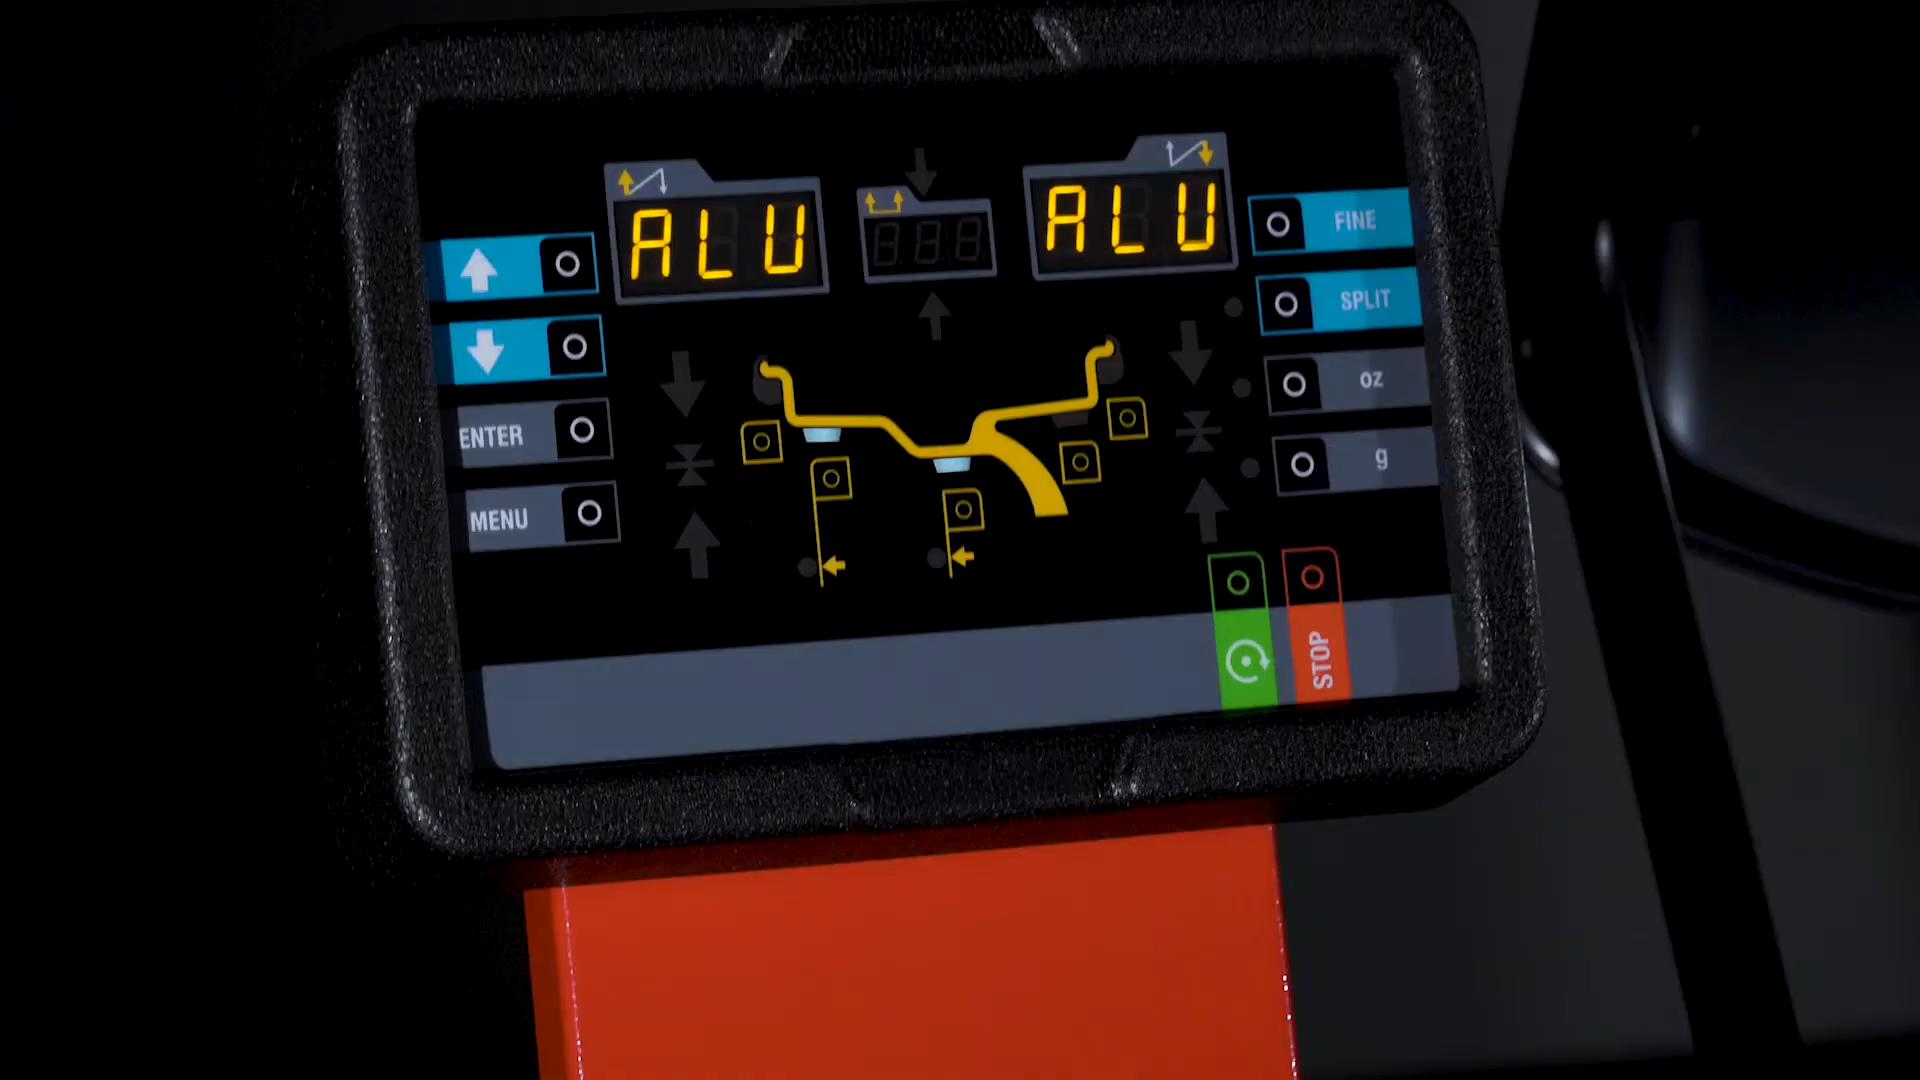 ALU
ALU
FINE
SPLIT
oz
g
ENTER
MENU
STOP